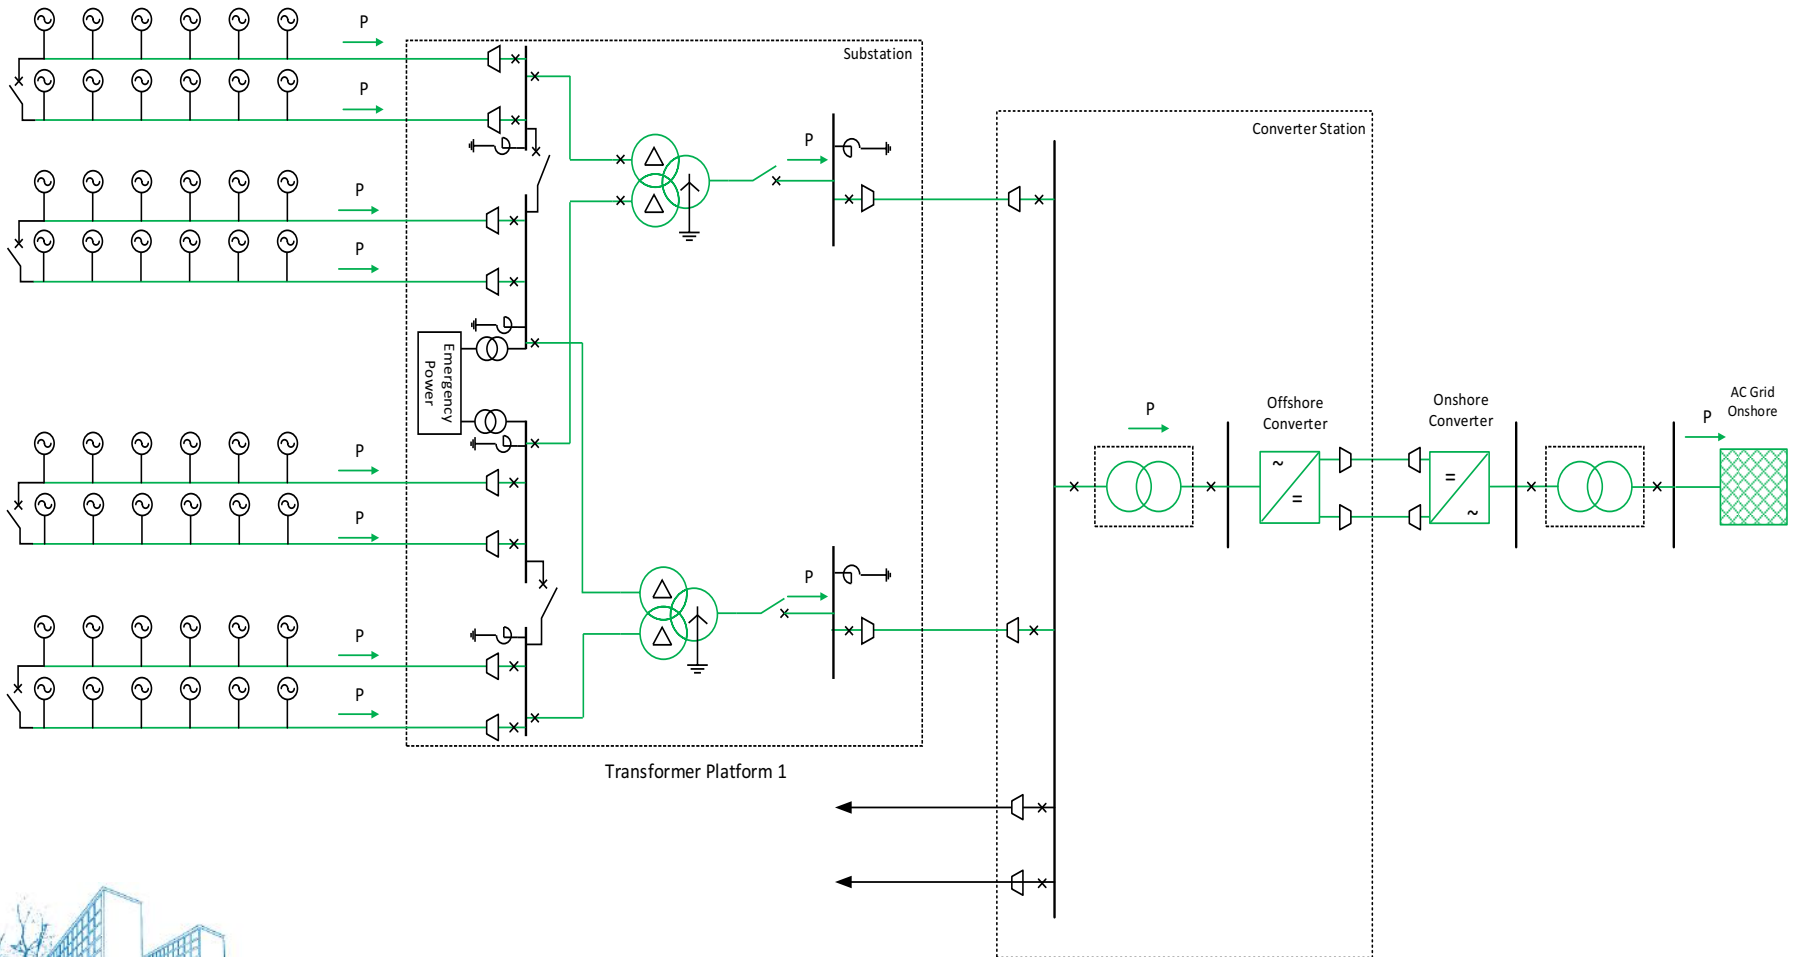 P
Substation
P
P
Converter Station
P
P
Emergency
Power
P
AC Grid
Onshore
Offshore
Converter
Onshore
Converter
P
P
~
=
=
~
P
P
P
P
P
Transformer Platform 1